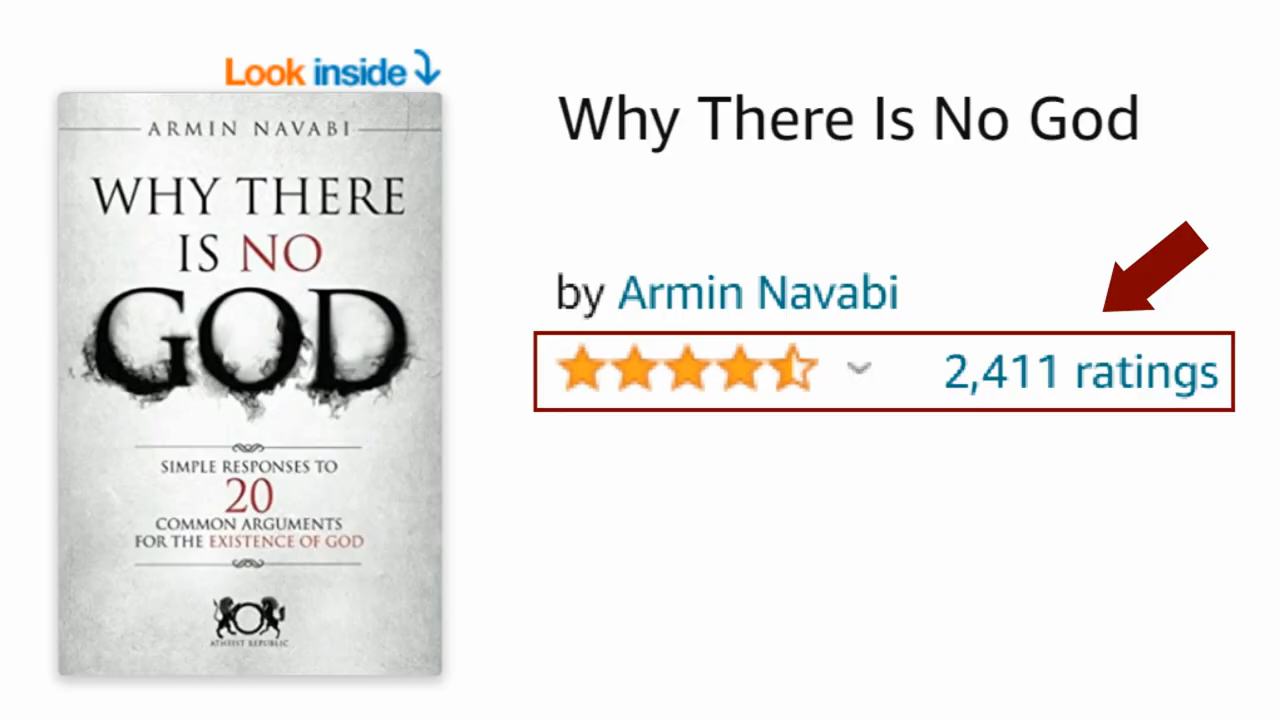 Look inside
ARMIN NAVABI
WHY THERE
IS NO
GOD
SIMPLE RESPONSES TO
20
COMMON ARGUMENTS
FOR THE EXISTENCE OF GOD
ATHEIST REPUBLIC
Why There Is No God
by Armin Navabi
2,411 ratings